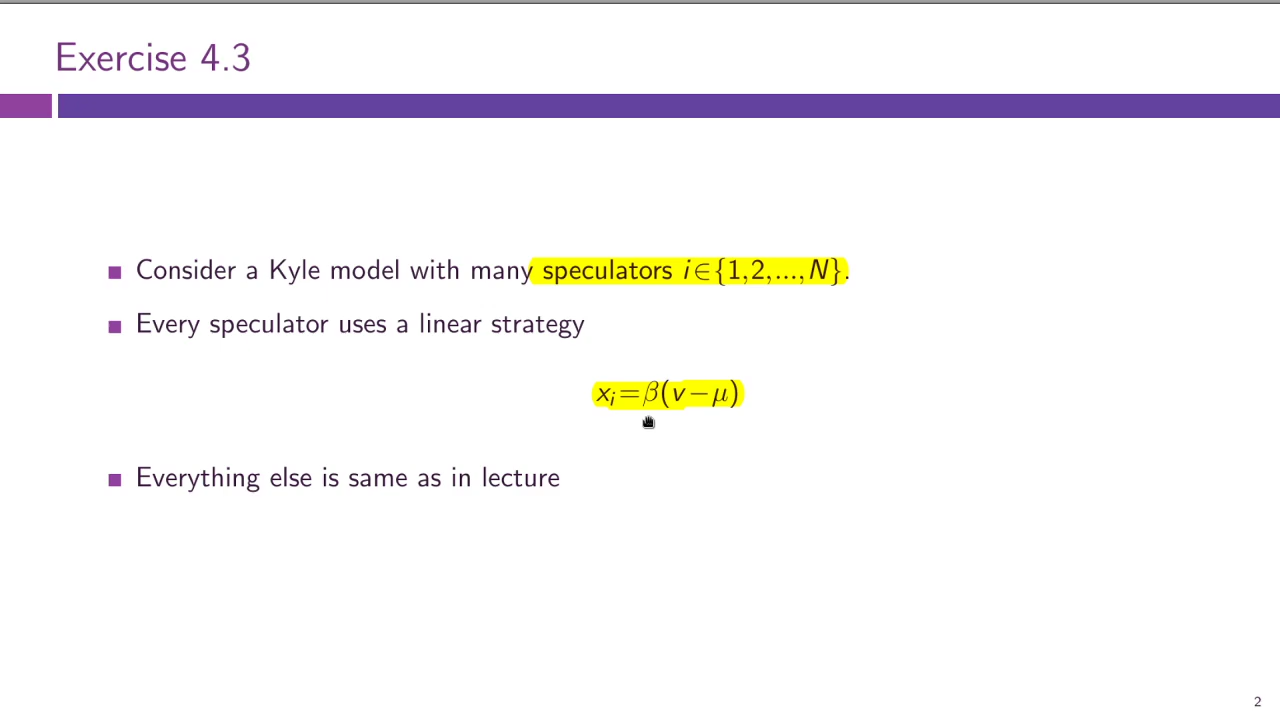 Exercise 4.3
Consider a Kyle model with many speculators i∈{1,2,...,N}.
Every speculator uses a linear strategy
xᵢ=β(v−μ)
Everything else is same as in lecture
2